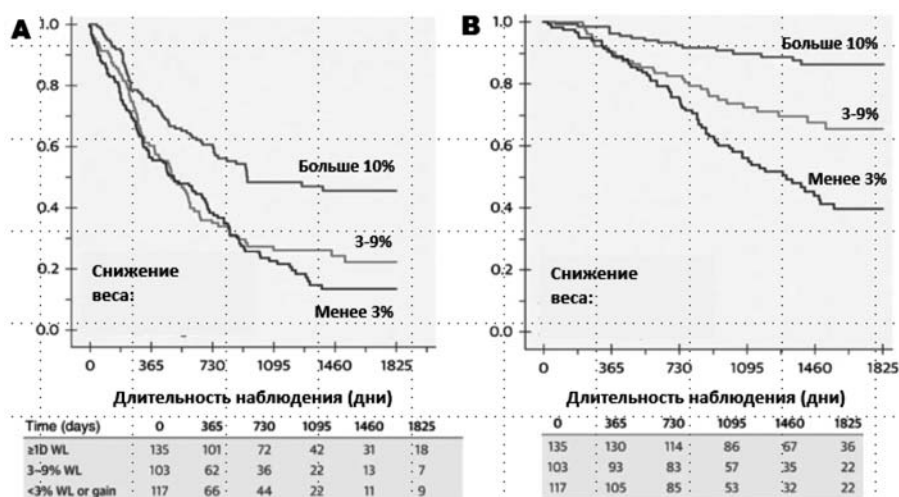 A
1.0
0.8
0.6
0.4
0.2
0.0
Больше 10%
3-9%
Менее 3%
Снижение
веса:
0 365 730 1095 1460 1825
Длительность наблюдения (дни)
Time (days) 0 365 730 1095 1460 1825
≥1D WL 135 101 72 42 31 18
3–9% WL 103 62 36 22 13 7
<3% WL or gain 117 66 44 22 11 9
B
1.0
0.8
0.6
0.4
0.2
0.0
Больше 10%
3-9%
Менее 3%
Снижение
веса:
0 365 730 1095 1460 1825
Длительность наблюдения (дни)
0 365 730 1095 1460 1825
135 130 114 86 67 36
103 93 83 57 35 22
117 105 85 53 32 22